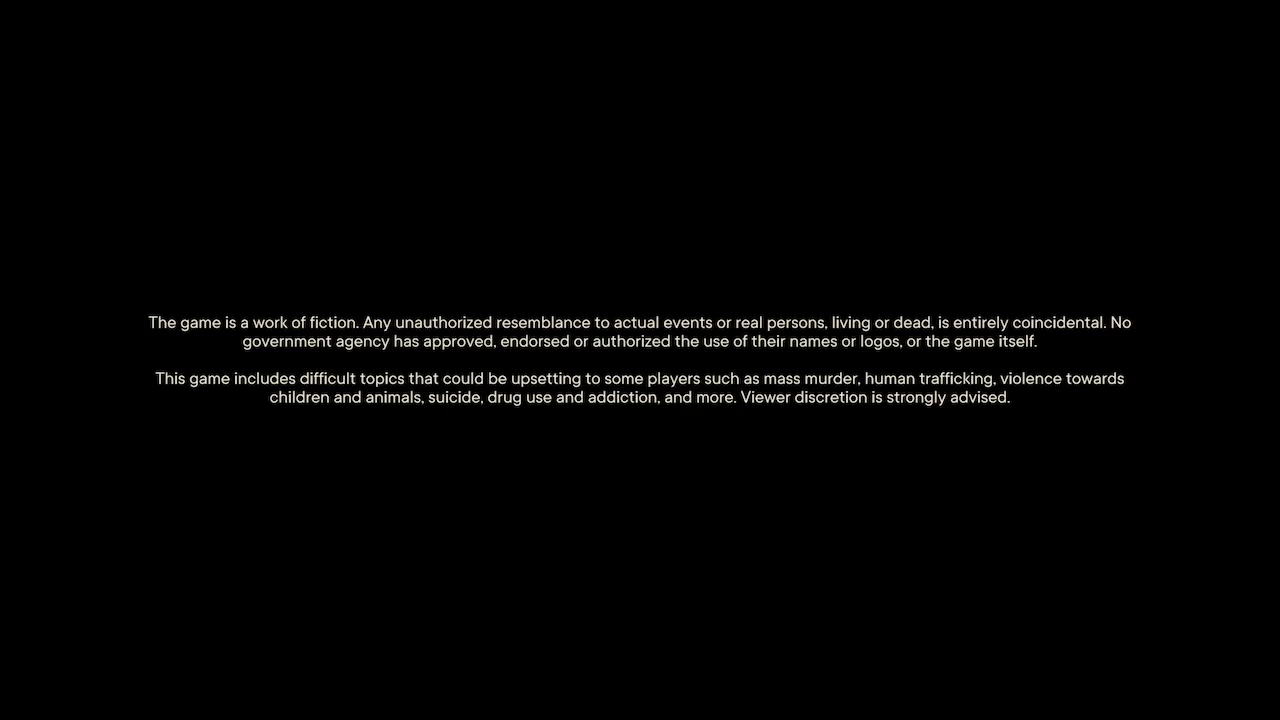 The game is a work of fiction. Any unauthorized resemblance to actual events or real persons, living or dead, is entirely coincidental. No
government agency has approved, endorsed or authorized the use of their names or logos, or the game itself.
This game includes difficult topics that could be upsetting to some players such as mass murder, human trafficking, violence towards
children and animals, suicide, drug use and addiction, and more. Viewer discretion is strongly advised.